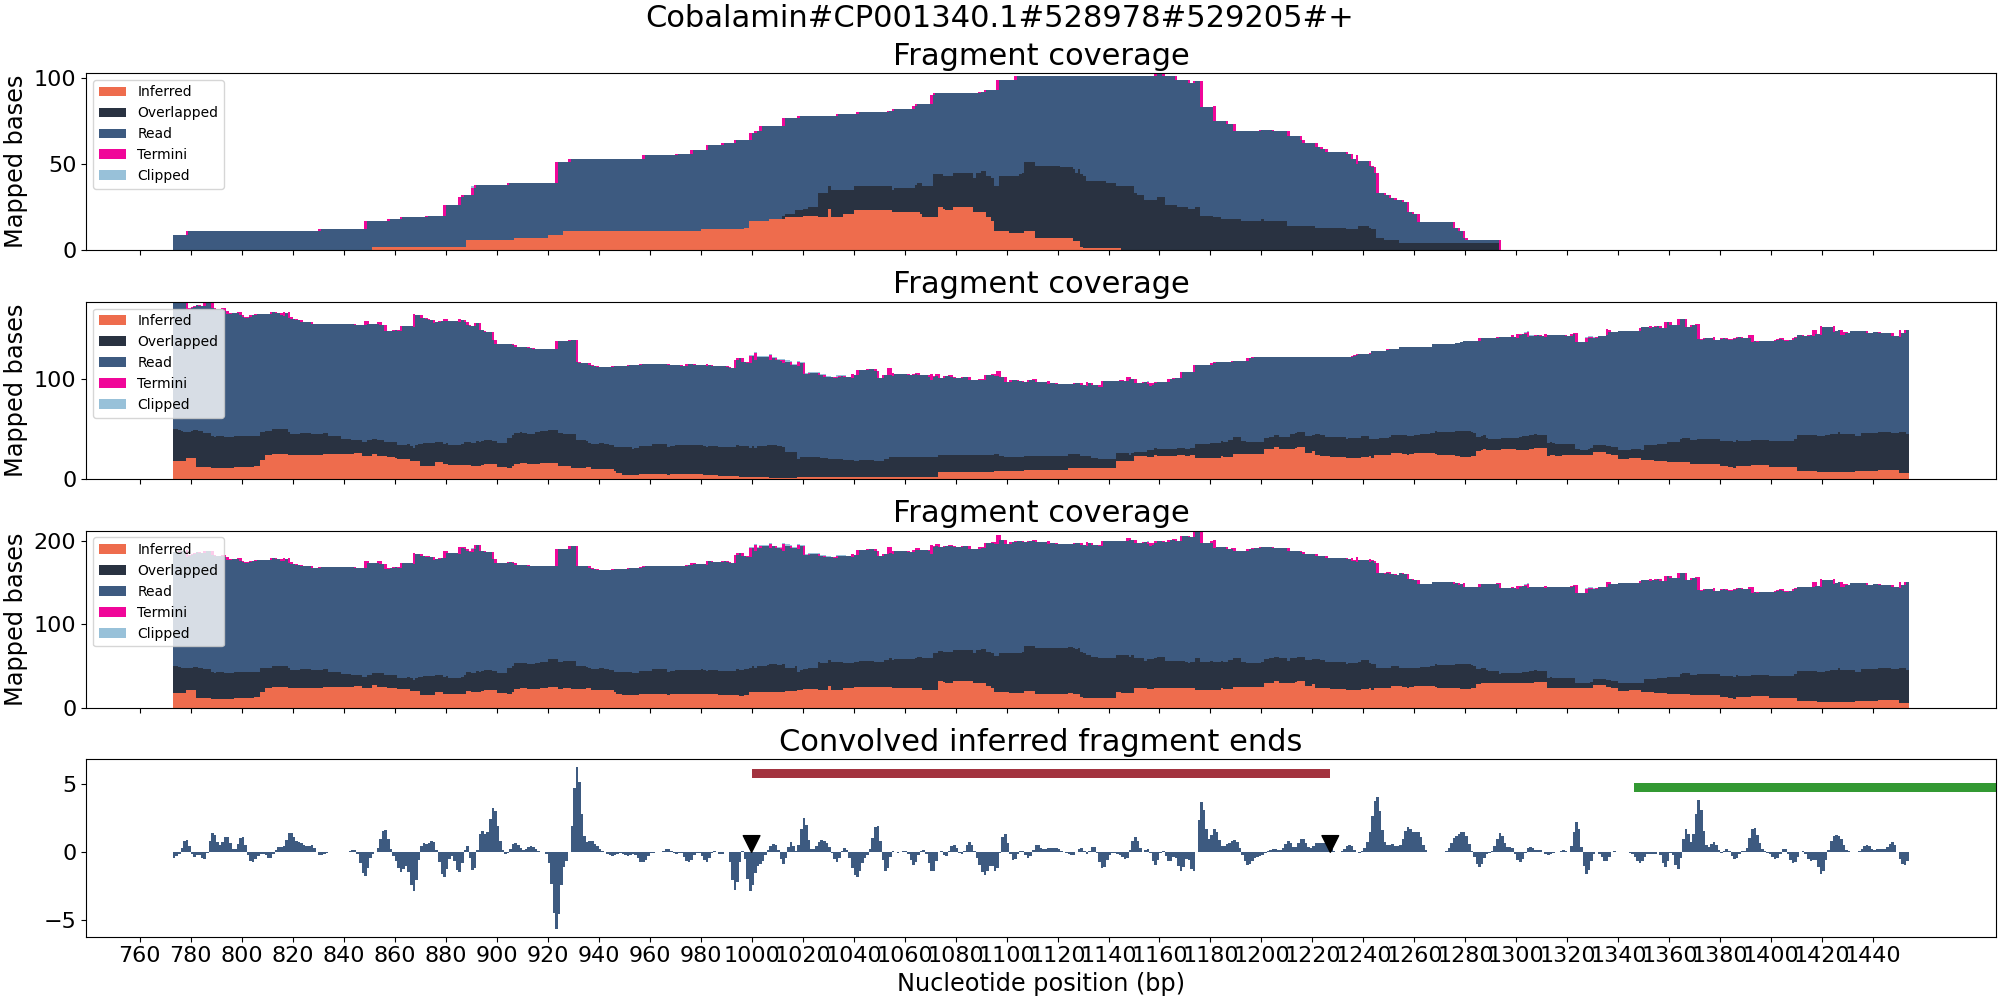 Cobalamin#CP001340.1#528978#529205#+
Fragment coverage
Mapped bases
100
50
0
Inferred
Overlapped
Read
Termini
Clipped
Fragment coverage
Mapped bases
100
0
Inferred
Overlapped
Read
Termini
Clipped
Fragment coverage
Mapped bases
200
100
0
Inferred
Overlapped
Read
Termini
Clipped
Convolved inferred fragment ends
5
0
−5
760 780 800 820 840 860 880 900 920 940 960 980 1000 1020 1040 1060 1080 1100 1120 1140 1160 1180 1200 1220 1240 1260 1280 1300 1320 1340 1360 1380 1400 1420 1440
Nucleotide position (bp)